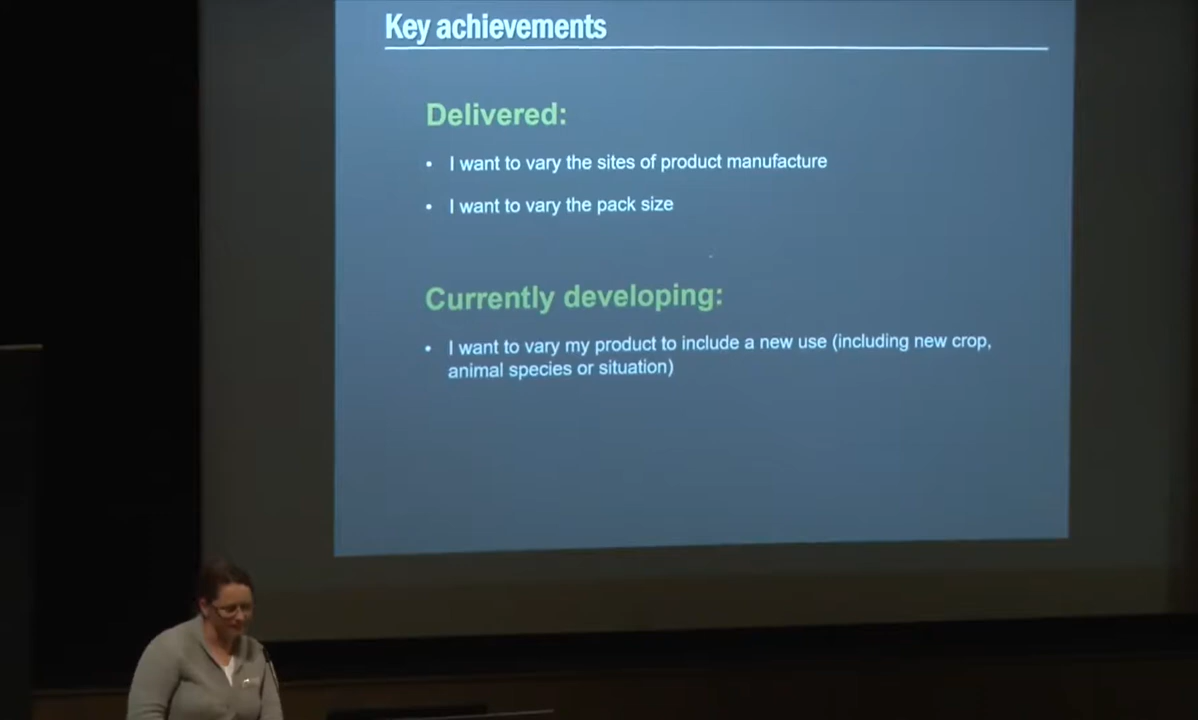 Key achievements
Delivered:
• I want to vary the sites of product manufacture
• I want to vary the pack size
Currently developing:
• I want to vary my product to include a new use (including new crop,
animal species or situation)